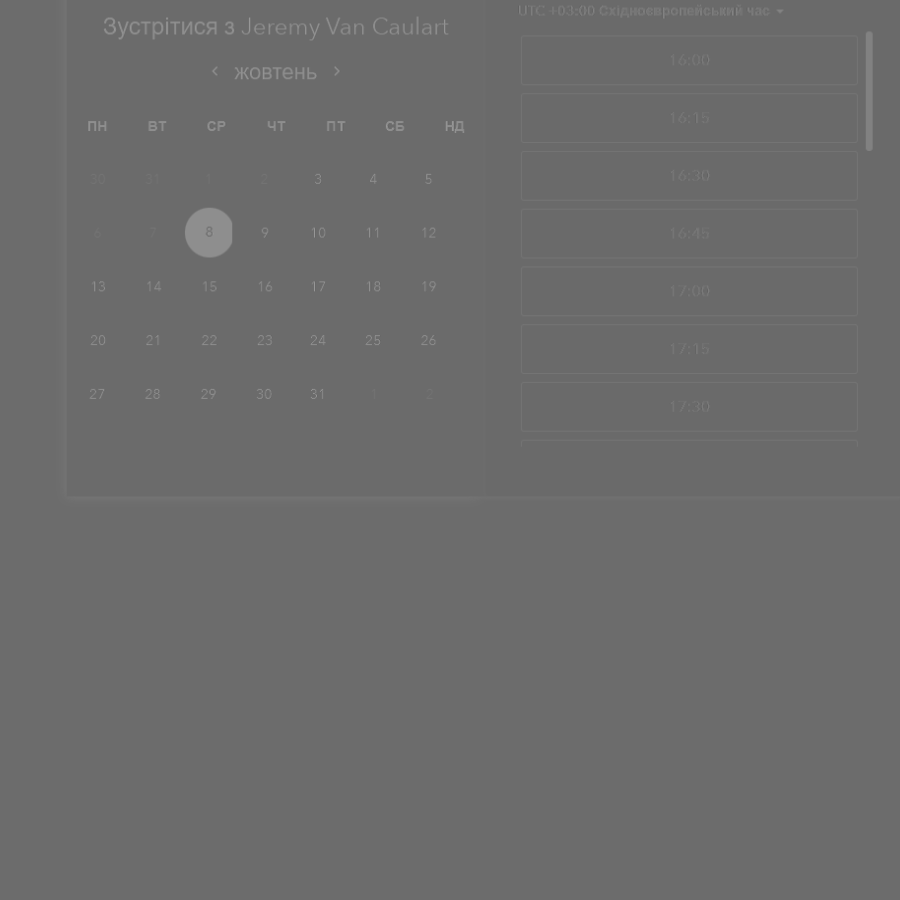 Зустрітися з Jeremy Van Caulart
жовтень
ПН ВТ СР ЧТ ПТ СБ НД
30 31 1 2 3 4 5
6 7 8 9 10 11 12
13 14 15 16 17 18 19
20 21 22 23 24 25 26
27 28 29 30 31 1 2
UTC +03:00 Східноєвропейський час
16:00
16:15
16:30
16:45
17:00
17:15
17:30